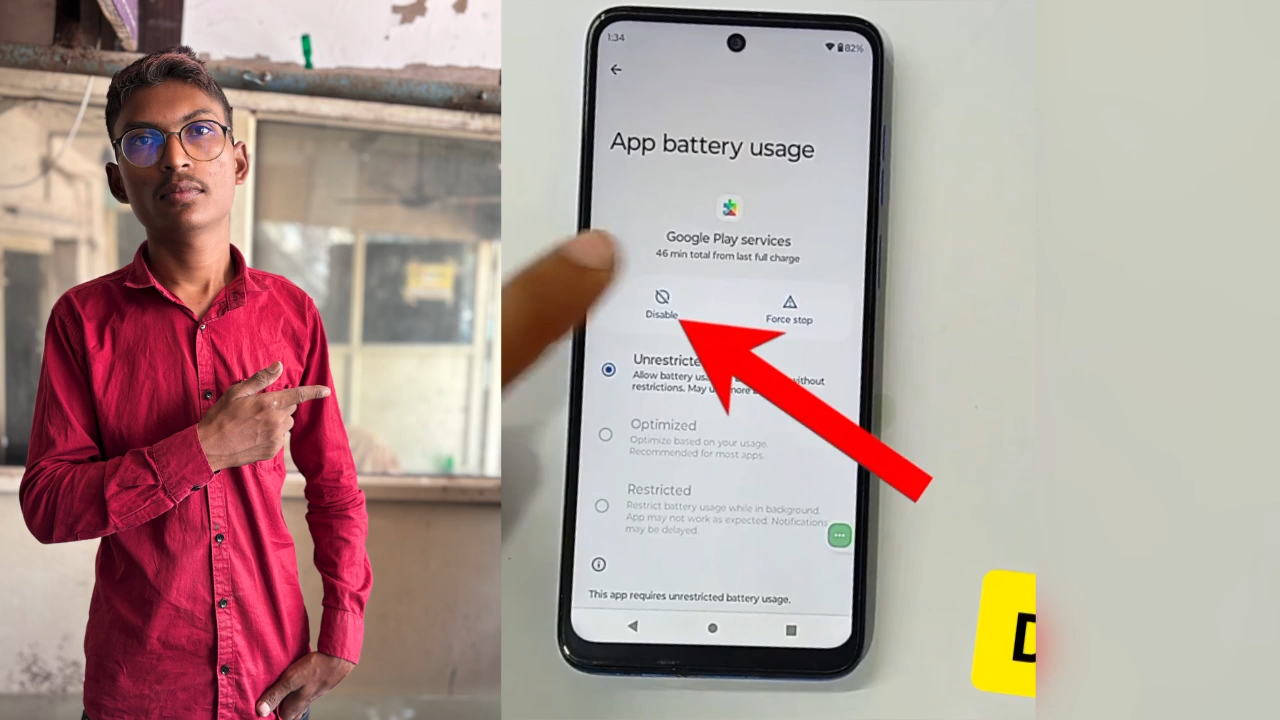 1:34
82%
App battery usage
Google Play services
46 min total from last full charge
Disable
Force stop
Unrestricte
Allow battery us without
restrictions. May u more
Optimized
Optimize based on your usage.
Recommended for most apps.
Restricted
Restrict battery usage while in background.
App may not work as expected. Notifications
may be delayed.
This app requires unrestricted battery usage.
D